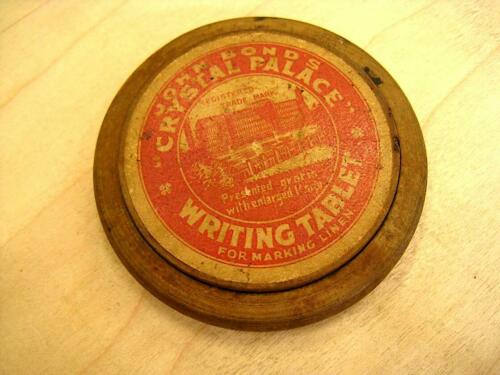 JOHN BOND'S
"CRYSTAL PALACE"
REGISTERED
TRADE MARK
Presented gratis
with enlarged
WRITING TABLET
FOR MARKING LINEN